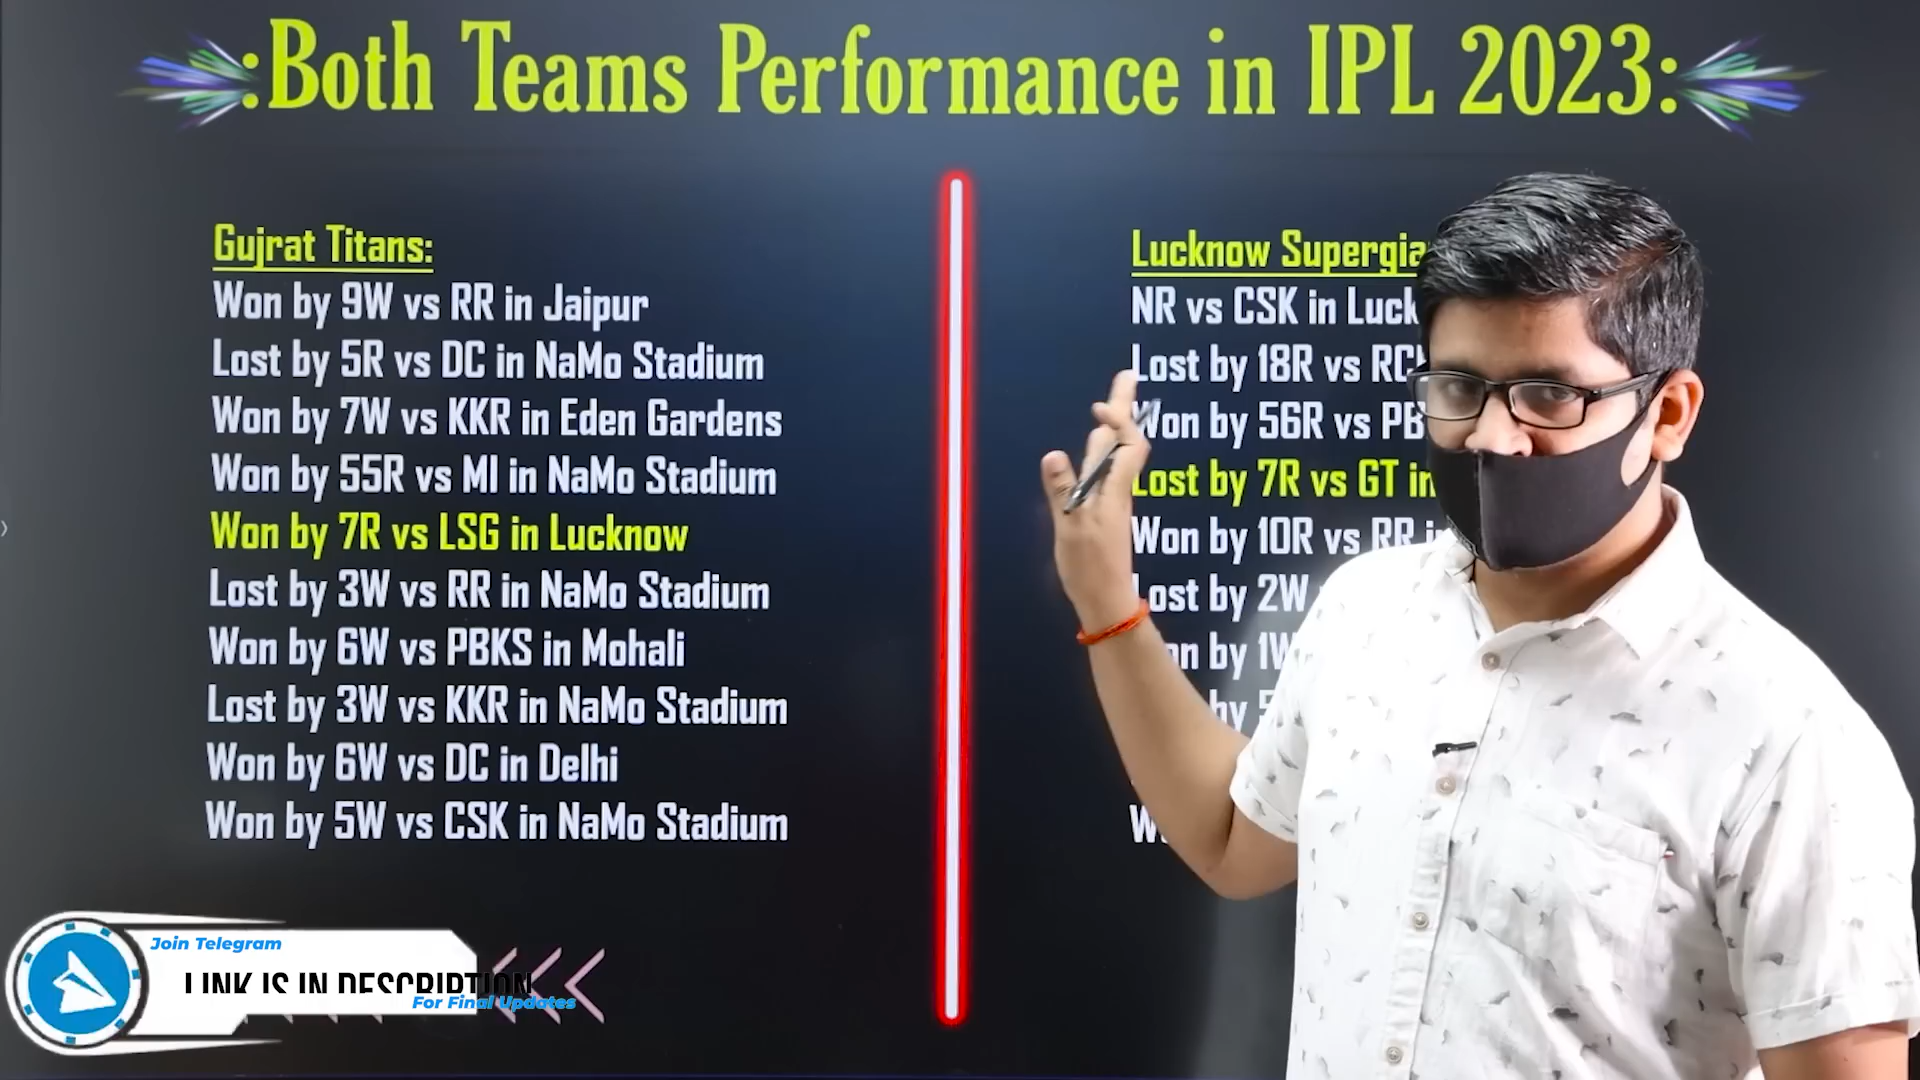 :Both Teams Performance in IPL 2023:
Gujrat Titans:
Won by 9W vs RR in Jaipur
Lost by 5R vs DC in NaMo Stadium
Won by 7W vs KKR in Eden Gardens
Won by 55R vs MI in NaMo Stadium
Won by 7R vs LSG in Lucknow
Lost by 3W vs RR in NaMo Stadium
Won by 6W vs PBKS in Mohali
Lost by 3W vs KKR in NaMo Stadium
Won by 6W vs DC in Delhi
Won by 5W vs CSK in NaMo Stadium
Lucknow
NR vs CSK in
Lost by 18R vs
Won by 56R vs
Lost by 7R vs GT in
Won by 10R vs RR
Lost by 2W
by 1W
by
Join Telegram
LINK IS IN DESCRIPTION
For Final Updates